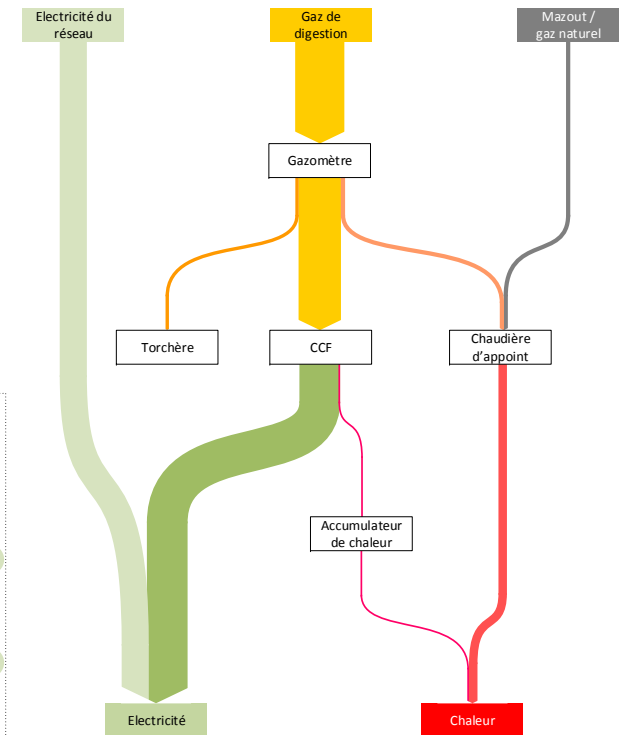 Electricité du
réseau
Gaz de
digestion
Mazout /
gaz naturel
Gazomètre
Torchère
CCF
Chaudière
d'appoint
Accumulateur
de chaleur
Electricité
Chaleur